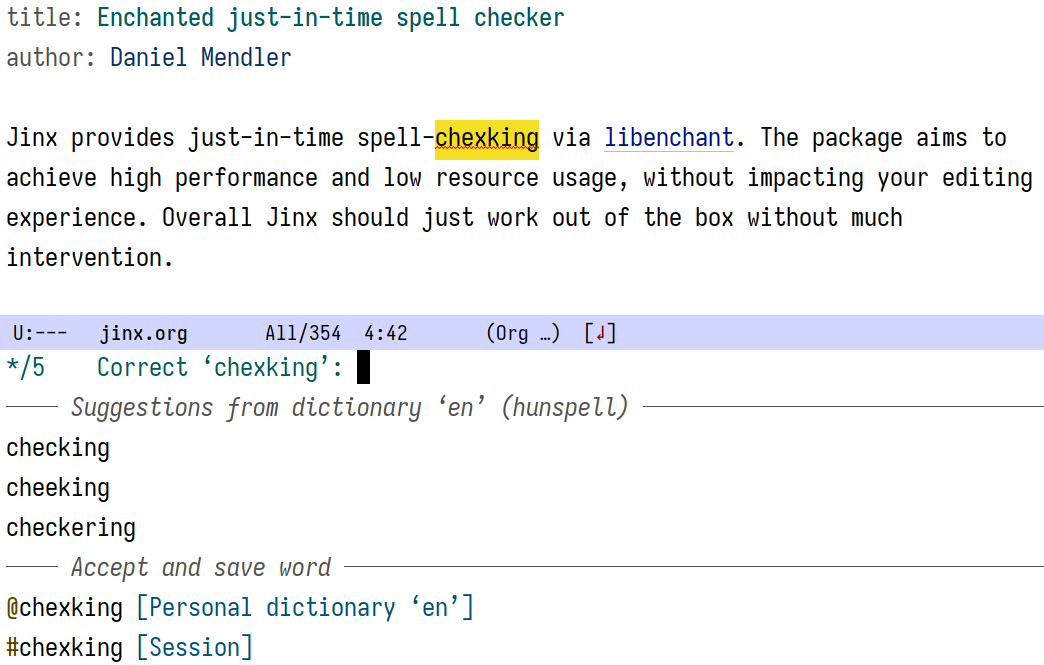 title: Enchanted just-in-time spell checker
author: Daniel Mendler
Jinx provides just-in-time spell-chexking via libenchant. The package aims to
achieve high performance and low resource usage, without impacting your editing
experience. Overall Jinx should just work out of the box without much
intervention.
U:--- jinx.org All/354 4:42 (Org …) [↲]
*/5 Correct ‘chexking’:
Suggestions from dictionary ‘en’ (hunspell)
checking
cheeking
checkering
Accept and save word
@chexking [Personal dictionary ‘en’]
#chexking [Session]